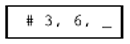 # 3, 6, _